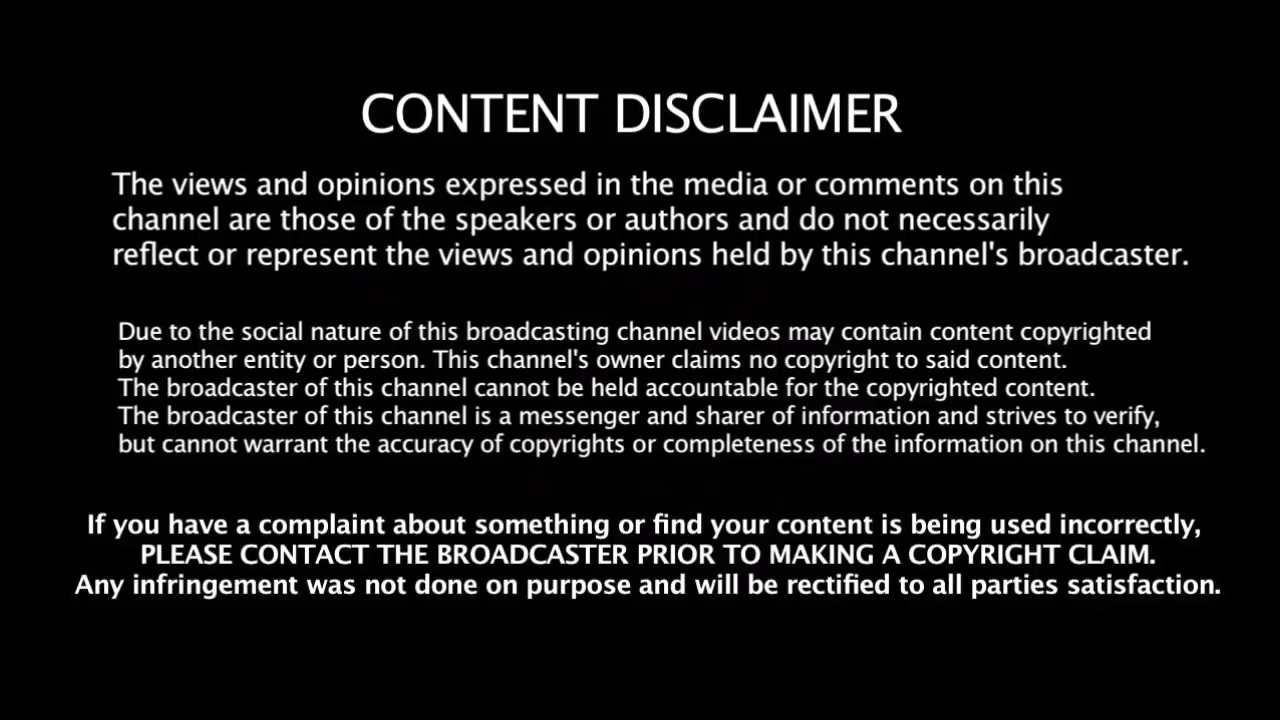 CONTENT DISCLAIMER
The views and opinions expressed in the media or comments on this
channel are those of the speakers or authors and do not necessarily
reflect or represent the views and opinions held by this channel's broadcaster.
Due to the social nature of this broadcasting channel videos may contain content copyrighted
by another entity or person. This channel's owner claims no copyright to said content.
The broadcaster of this channel cannot be held accountable for the copyrighted content.
The broadcaster of this channel is a messenger and sharer of information and strives to verify,
but cannot warrant the accuracy of copyrights or completeness of the information on this channel.
If you have a complaint about something or find your content is being used incorrectly,
PLEASE CONTACT THE BROADCASTER PRIOR TO MAKING A COPYRIGHT CLAIM.
Any infringement was not done on purpose and will be rectified to all parties satisfaction.